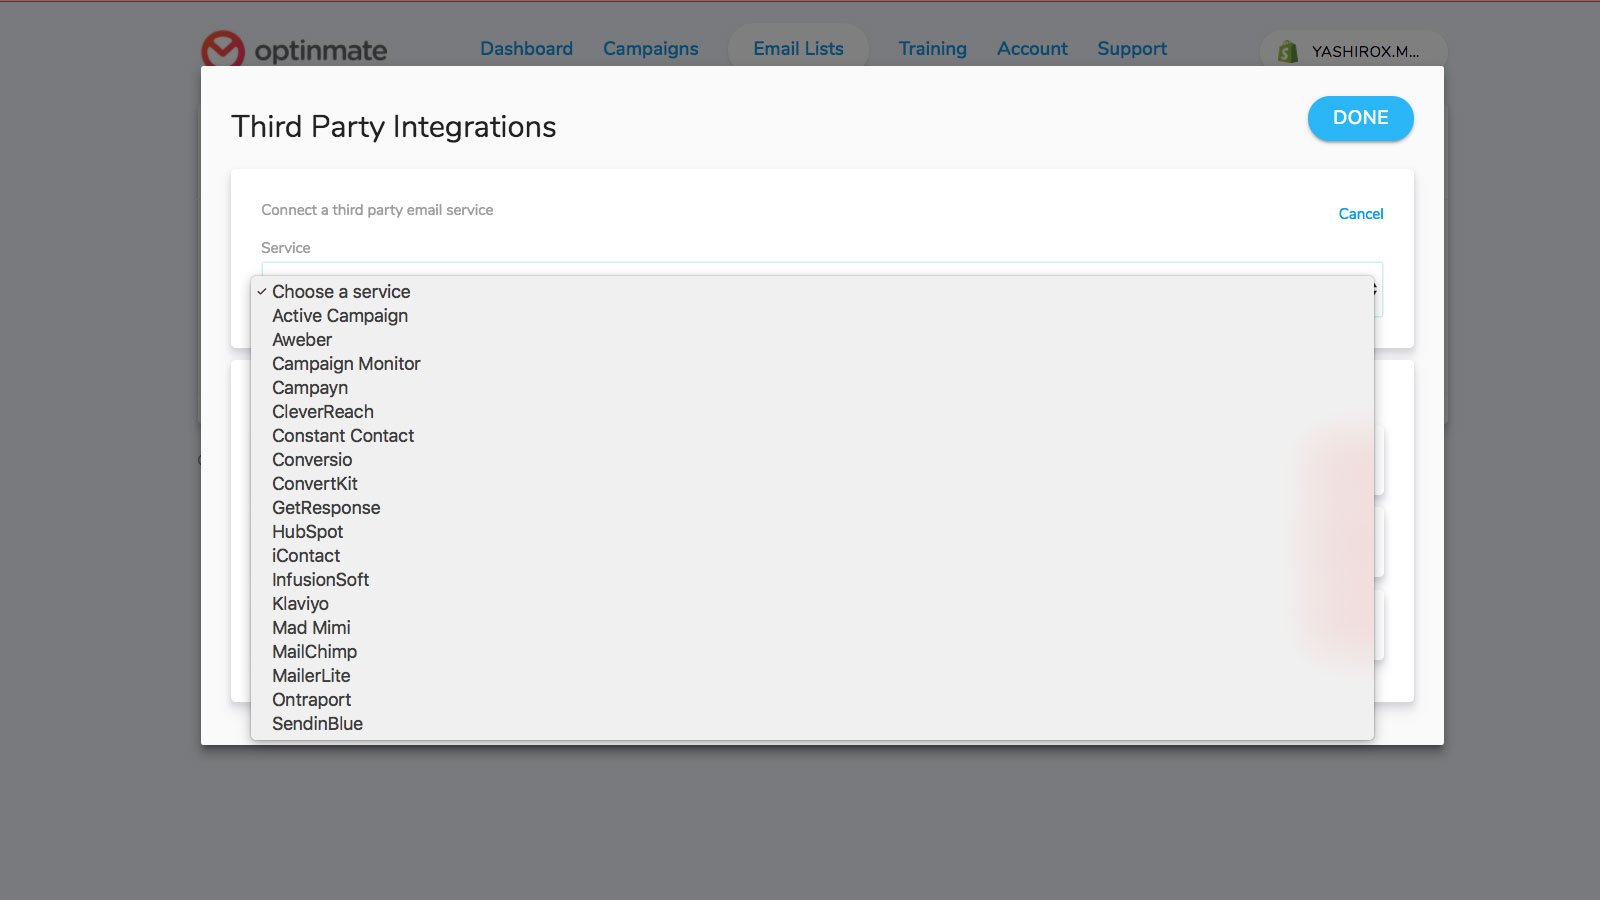 optinmate
Dashboard Campaigns Email Lists Training Account Support YASHIROX.M...
Third Party Integrations
DONE
Connect a third party email service
Cancel
Service
✓ Choose a service
Active Campaign
Aweber
Campaign Monitor
Campayn
CleverReach
Constant Contact
Conversio
ConvertKit
GetResponse
HubSpot
iContact
InfusionSoft
Klaviyo
Mad Mimi
MailChimp
MailerLite
Ontraport
SendinBlue